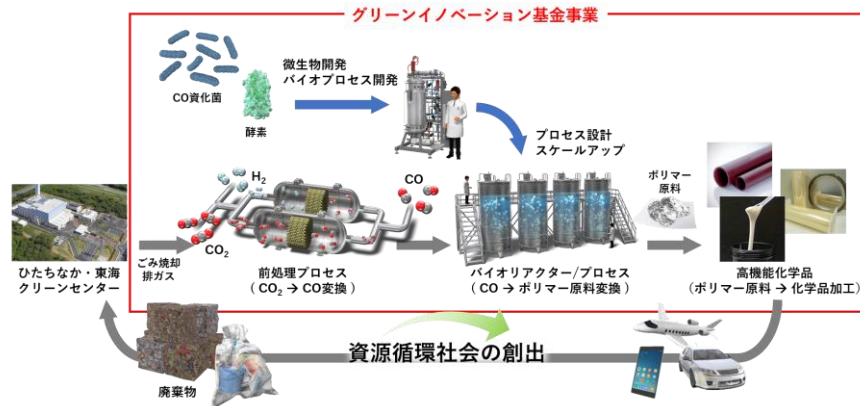 グリーンイノベーション基金事業
CO資化菌
酵素
微生物開発
バイオプロセス開発
プロセス設計
スケールアップ
H₂
CO₂
CO
ポリマー
原料
ひたちなか・東海
クリーンセンター
ごみ焼却
排ガス
前処理プロセス
（CO₂ → CO変換）
バイオリアクター/プロセス
（CO → ポリマー原料変換）
高機能化学品
（ポリマー原料 → 化学品加工）
廃棄物
資源循環社会の創出